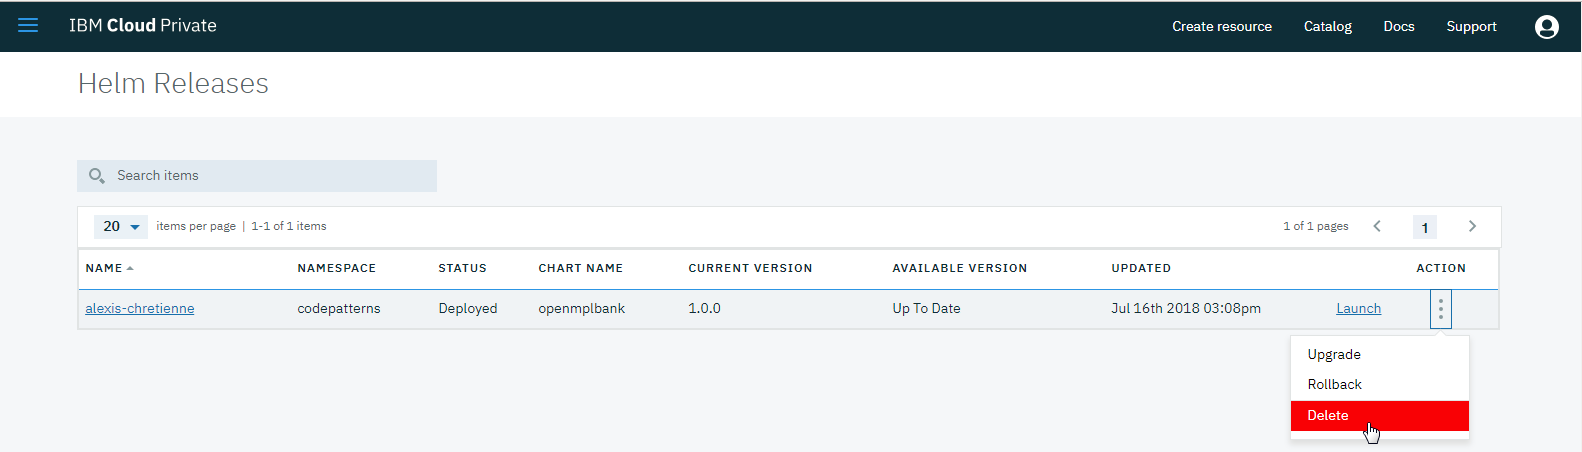 IBM Cloud Private Create resource Catalog Docs Support
Helm Releases
Search items
20 items per page | 1-1 of 1 items 1 of 1 pages 1
NAME NAMESPACE STATUS CHART NAME CURRENT VERSION AVAILABLE VERSION UPDATED ACTION
alexis-chretienne codepatterns Deployed openmplbank 1.0.0 Up To Date Jul 16th 2018 03:08pm Launch
Upgrade
Rollback
Delete